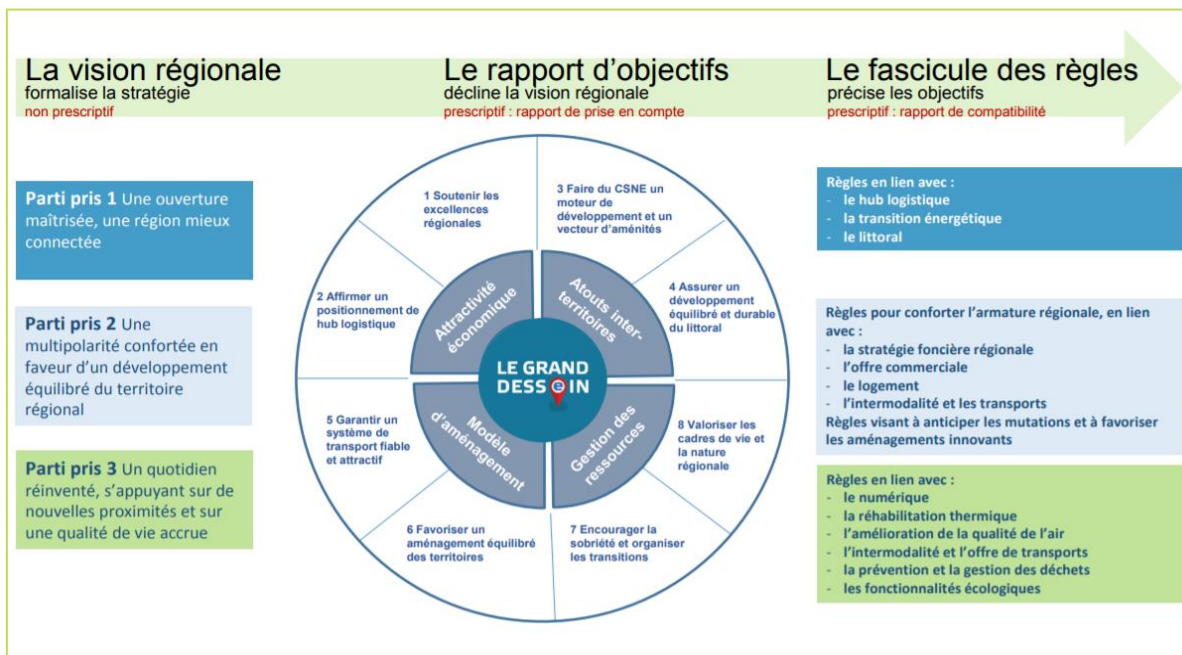 La vision régionale
formalise la stratégie
non prescriptif
Le rapport d'objectifs
décline la vision régionale
prescriptif : rapport de prise en compte
Le fascicule des règles
précise les objectifs
prescriptif : rapport de compatibilité
Parti pris 1 Une ouverture
maîtrisée, une région mieux
connectée
Parti pris 2 Une
multipolarité confortée en
faveur d'un développement
équilibré du territoire
régional
Parti pris 3 Un quotidien
réinventé, s'appuyant sur de
nouvelles proximités et sur
une qualité de vie accrue
1 Soutenir les
excellences
régionales
3 Faire du CSNE un
moteur de
développement et un
vecteur d'aménités
2 Affirmer un
positionnement de
hub logistique
4 Assurer un
développement
équilibré et durable
du littoral
Attractivité
économique
Atouts inter-
territoires
LE GRAND
DESSEIN
Modèle
d'aménagement
Gestion des
ressources
5 Garantir un
système de
transport fiable
et attractif
8 Valoriser les
cadres de vie et
la nature
régionale
6 Favoriser un
aménagement équilibré
des territoires
7 Encourager la
sobriété et organiser
les transitions
Règles en lien avec :
- le hub logistique
- la transition énergétique
- le littoral
Règles pour conforter l'armature régionale, en lien
avec :
- la stratégie foncière régionale
- l'offre commerciale
- le logement
- l'intermodalité et les transports
Règles visant à anticiper les mutations et à favoriser
les aménagements innovants
Règles en lien avec :
- le numérique
- la réhabilitation thermique
- l'amélioration de la qualité de l'air
- l'intermodalité et l'offre de transports
- la prévention et la gestion des déchets
- les fonctionnalités écologiques